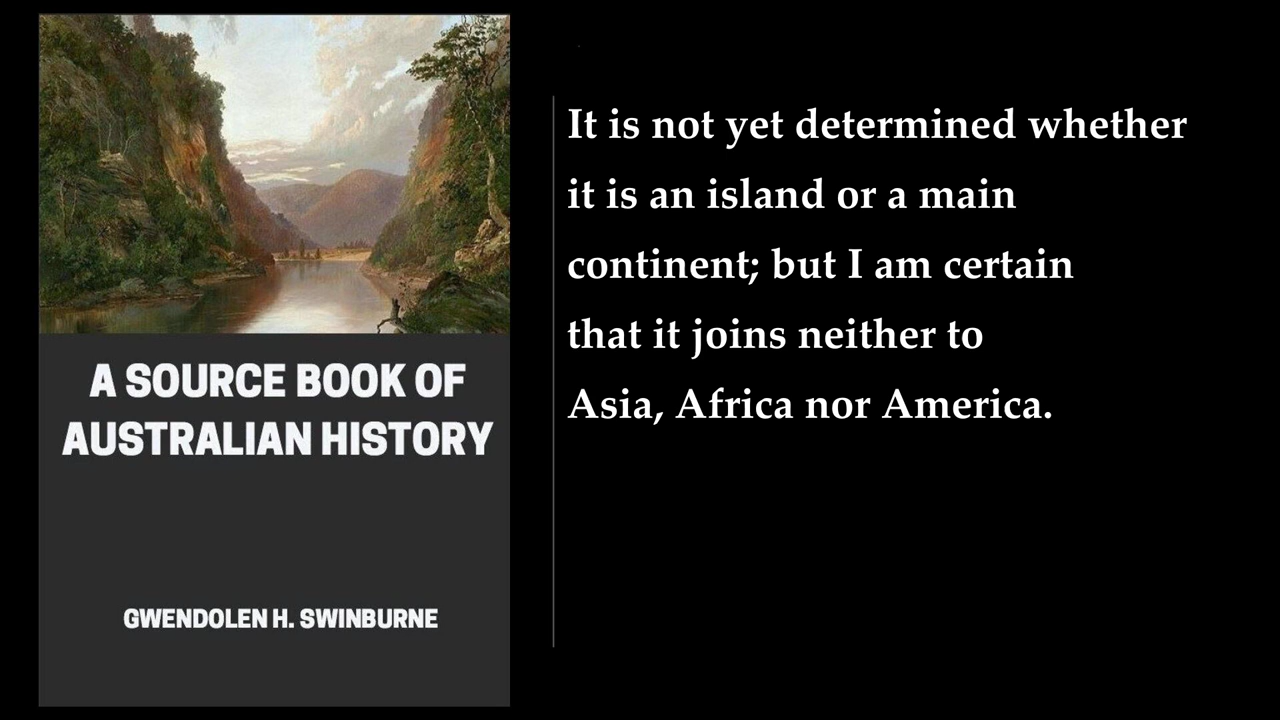 A SOURCE BOOK OF
AUSTRALIAN HISTORY
GWENDOLEN H. SWINBURNE
It is not yet determined whether
it is an island or a main
continent; but I am certain
that it joins neither to
Asia, Africa nor America.